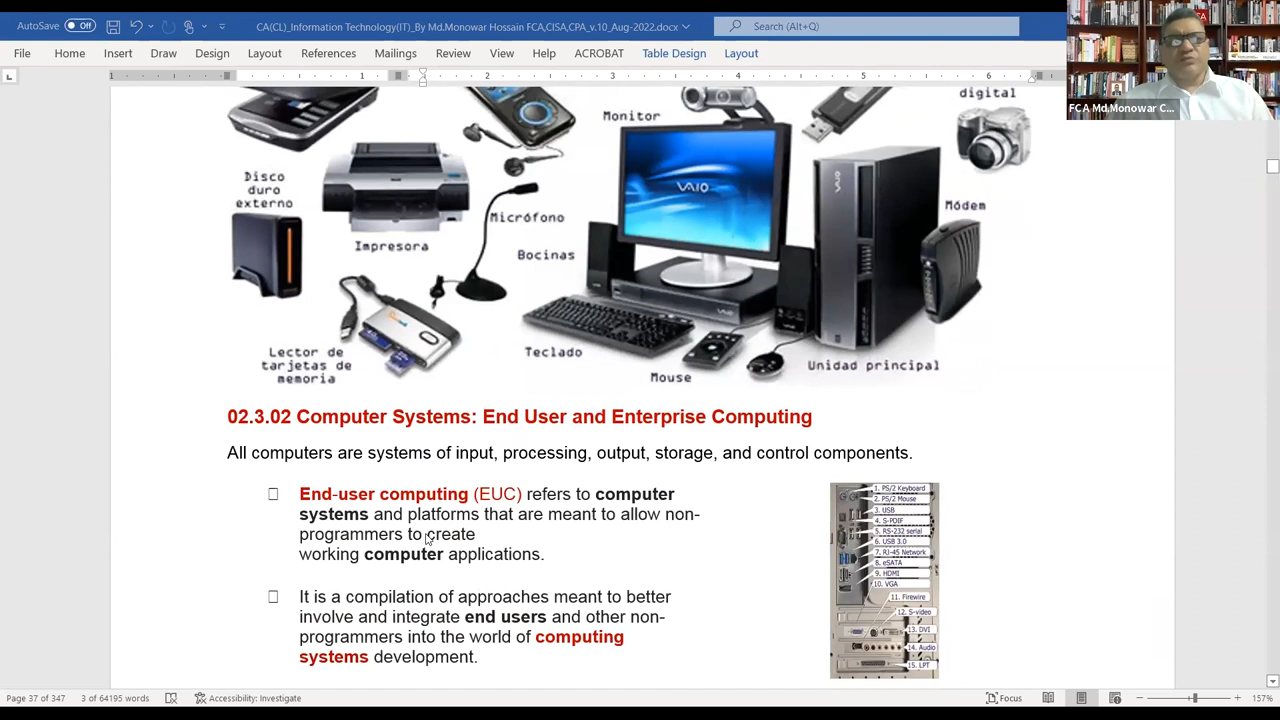 AutoSave Off
CA(CL)_Information Technology(IT)_By Md.Monowar Hossain FCA,CISA,CPA_v.10_Aug-2022.docx
Search (Alt+Q)
File Home Insert Draw Design Layout References Mailings Review View Help ACROBAT Table Design Layout
FCA Md.Monowar C...
1 1 2 3 4 5 6
Monitor
digital
Disco
duro
externo
VAIO
VAIO
Micrófono
Módem
Impresora
Bocinas
VAIO
Lector de
tarjetas de
memoria
Teclado
Mouse
Unidad principal
02.3.02 Computer Systems: End User and Enterprise Computing
All computers are systems of input, processing, output, storage, and control components.
End-user computing (EUC) refers to computer
systems and platforms that are meant to allow non-
programmers to create
working computer applications.
It is a compilation of approaches meant to better
involve and integrate end users and other non-
programmers into the world of computing
systems development.
1. PS/2 Keyboard
2. PS/2 Mouse
3. USB
4. S-PDIF
5. RS-232 serial
6. USB 3.0
7. RJ-45 Network
8. eSATA
9. HDMI
10. VGA
11. Firewire
12. S-video
13. DVI
14. Audio
15. LPT
Page 37 of 347 3 of 64195 words Accessibility: Investigate Focus 157%